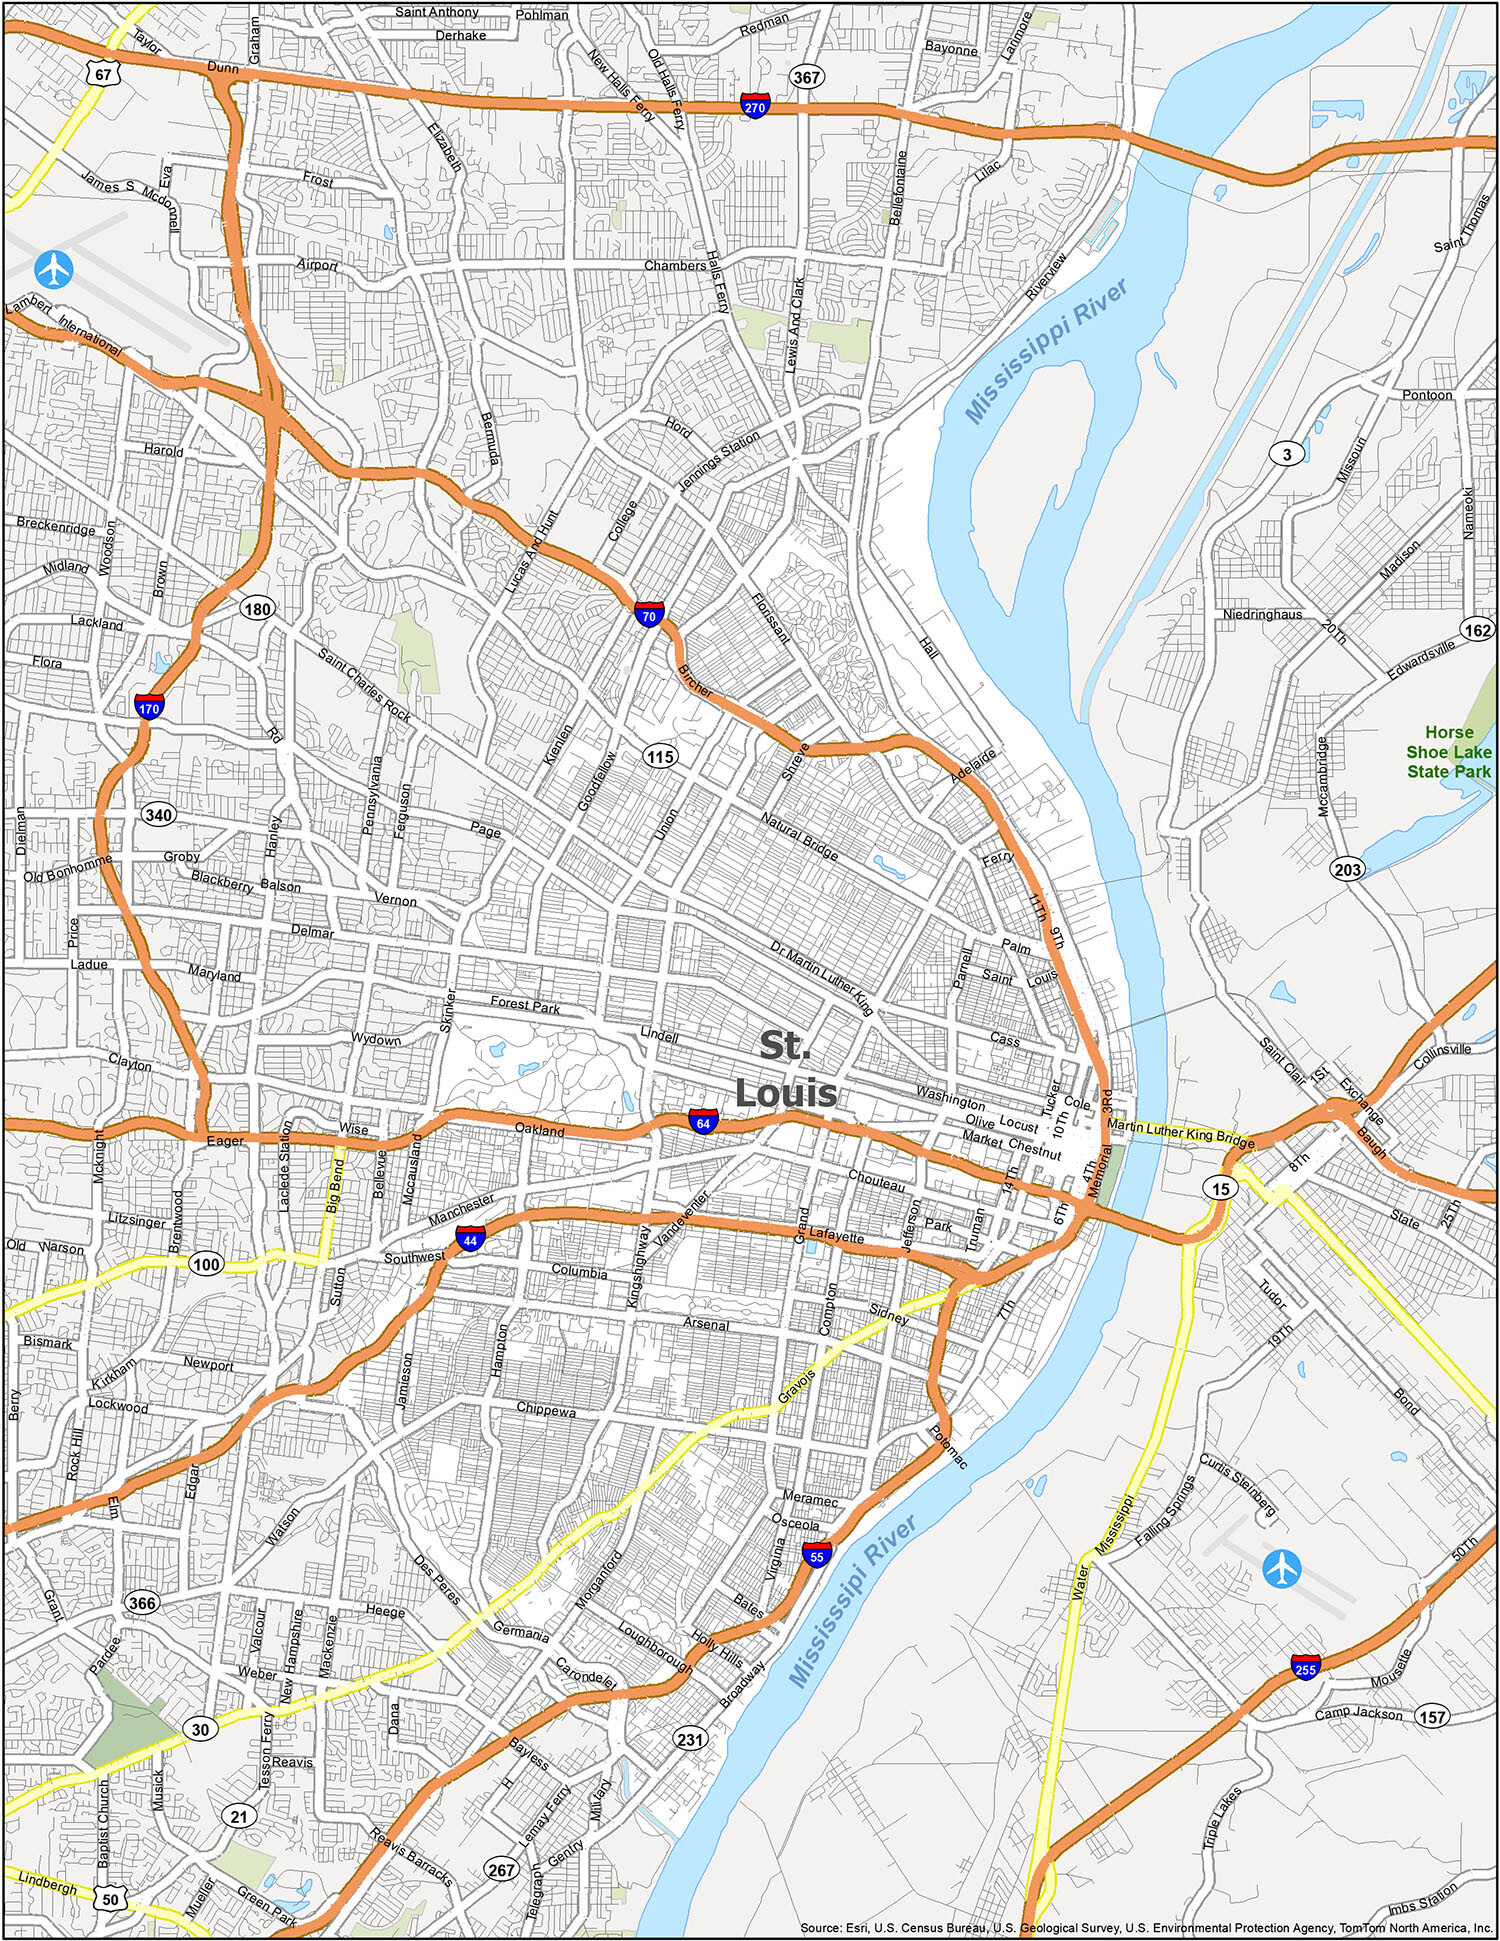 Saint Anthony
Pohlman
Derhake
Redman
Taylor
Graham
Bayonne
Larimore
67
Dunn
New Halls Ferry
Old Halls Ferry
367
270
Elizabeth
James S Mcdonnell
Eva
Frost
Bellefontaine
Lilac
Saint Thomas
Airport
Chambers
Halls Ferry
Riverview
Lambert International
Lewis And Clark
Mississippi River
Pontoon
Harold
Bermuda
Hord
Jennings Station
3
Missouri
Nameoki
Breckenridge
Woodson
College
Lucas And Hunt
Midland
Brown
Madison
180
Lackland
70
Florissant
Niedringhaus
20Th
162
Flora
Saint Charles Rock
Hall
Edwardsville
Bircher
170
Rd
Klenlen
115
Shreve
Adelaide
Horse
Shoe Lake
State Park
Goodfellow
Mccambridge
Pennsylvania
Ferguson
340
Dielman
Hanley
Page
Union
Natural Bridge
Groby
Old Bonhomme
Ferry
203
Blackberry
Balson
Vernon
11Th
9Th
Price
Delmar
Palm
Dr Martin Luther King
Parnell
Saint
Louis
Ladue
Maryland
Forest Park
Skinker
Lindell
Wydown
Cass
St.
Louis
Clayton
Saint Clair
1St
Collinsville
Exchange
Washington
Tucker
Cole
3Rd
Locust
Olive
10Th
64
Oakland
Market
Chestnut
Martin Luther King Bridge
Baugh
Eager
Wise
Mcknight
Lacled Station
Big Bend
Bellevue
Mccausland
Memorial
4Th
8Th
Chouteau
14Th
15
Brentwood
Manchester
Vandeventer
6Th
Litzsinger
Park
Truman
Jefferson
State
25Th
Grand
Lafayette
44
Kingshighway
Old Warson
Southwest
100
Columbia
Sutton
Tudor
Compton
Sidney
7Th
Arsenal
19Th
Bismark
Hampton
Newport
Kirkham
Jamieson
Berry
Lockwood
Gravois
Bond
Chippewa
Rock Hill
Potomac
Edgar
Curtis Steinberg
Elm
Meramec
Falling Springs
Mississippi
Watson
Osceola
Mississipi River
50Th
Virginia
55
Des Peres
Morganford
Water
Grant
366
Bates
Heege
Valcour
New Hampshire
Mackenzie
Germania
Loughborough
Holly Hills
Pardee
Weber
Carondelet
255
Mousette
Broadway
30
Dana
Camp Jackson
157
231
Tesson Ferry
Reavis
Bayless
Musick
Baptist Church
H
Lemay Ferry
Military
21
Triple Lakes
Reavis Barracks
Gentry
267
Lindbergh
50
Mueller
Green Park
Telegraph
Imbs Station
Source: Esri, U.S. Census Bureau, U.S. Geological Survey, U.S. Environmental Protection Agency, TomTom North America, Inc.